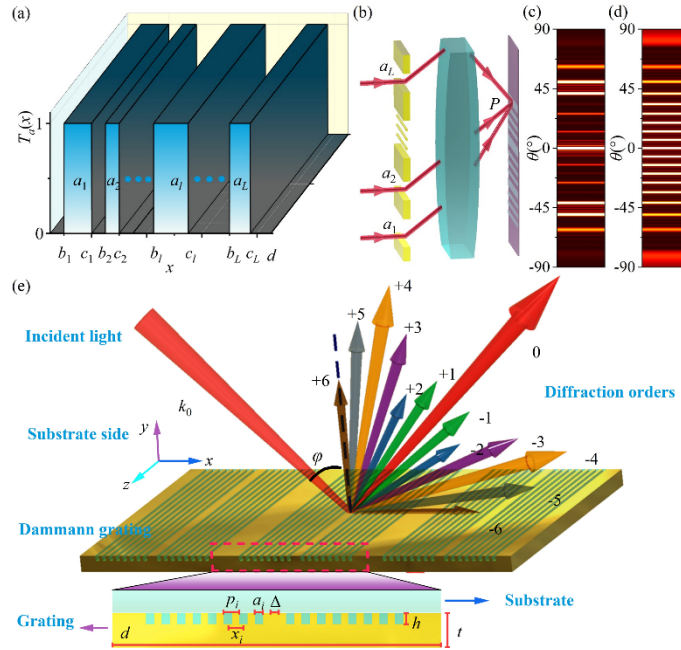 (a)
T_a(x)
1
0
a_1
a_2
a_l
a_L
b_1 c_1 b_2 c_2 b_l c_l b_L c_L d
x
(b)
a_L
a_2
a_1
P
(c)
θ(°)
90
45
0
-45
-90
(d)
θ(°)
90
45
0
-45
-90
(e)
Incident light
k_0
Substrate side
y
x
z
φ
Dammann grating
+6
+5
+4
+3
+2
+1
0
-1
-2
-3
-4
-5
-6
Diffraction orders
p_i a_i Δ
x_i
d
h
t
Substrate
Grating